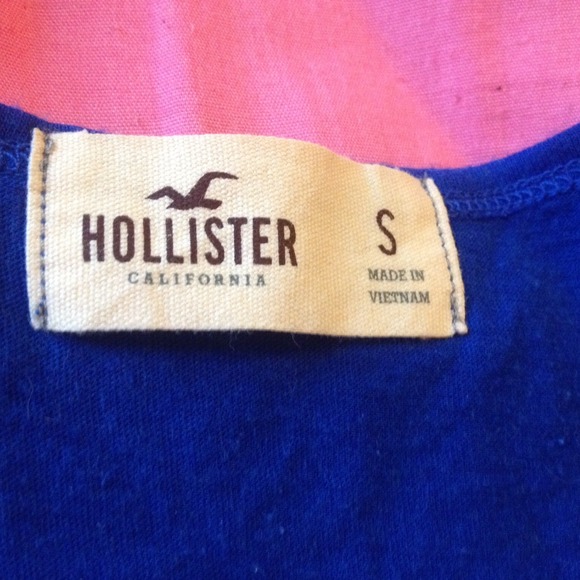 HOLLISTER
CALIFORNIA
S
MADE IN
VIETNAM